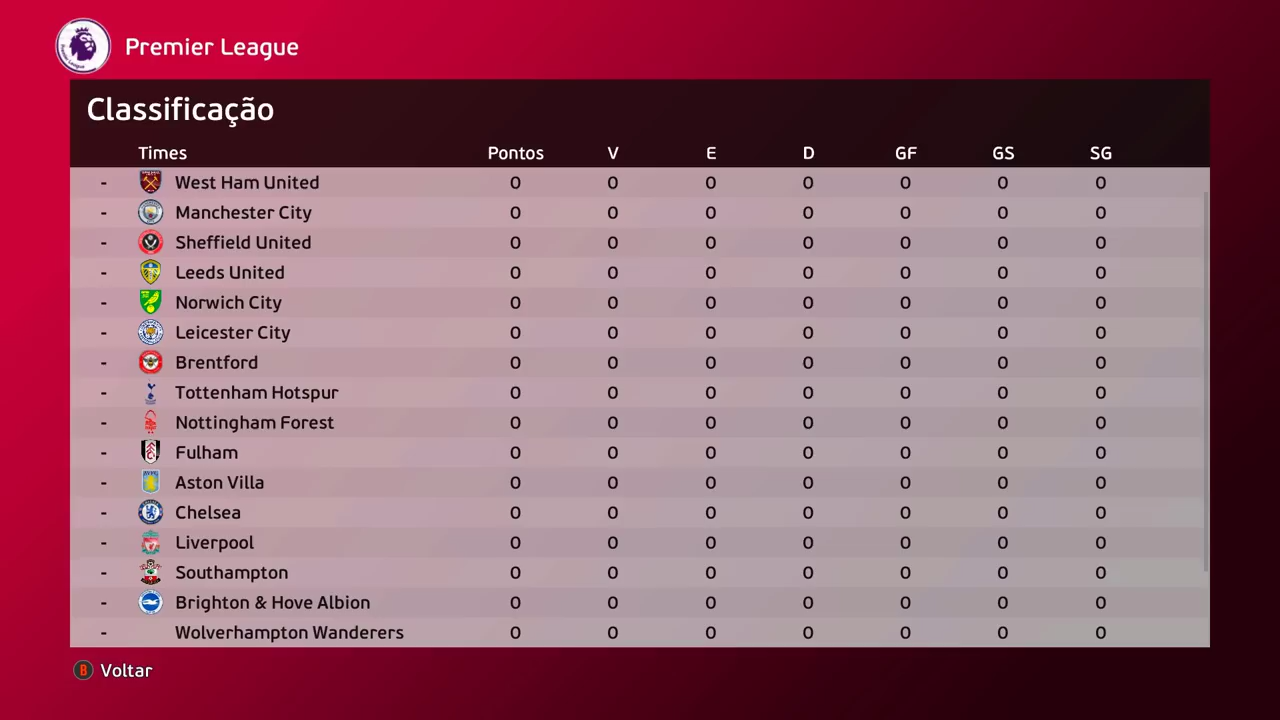 Premier League
Classificação
Times Pontos V E D GF GS SG
- West Ham United 0 0 0 0 0 0 0
- Manchester City 0 0 0 0 0 0 0
- Sheffield United 0 0 0 0 0 0 0
- Leeds United 0 0 0 0 0 0 0
- Norwich City 0 0 0 0 0 0 0
- Leicester City 0 0 0 0 0 0 0
- Brentford 0 0 0 0 0 0 0
- Tottenham Hotspur 0 0 0 0 0 0 0
- Nottingham Forest 0 0 0 0 0 0 0
- Fulham 0 0 0 0 0 0 0
- Aston Villa 0 0 0 0 0 0 0
- Chelsea 0 0 0 0 0 0 0
- Liverpool 0 0 0 0 0 0 0
- Southampton 0 0 0 0 0 0 0
- Brighton & Hove Albion 0 0 0 0 0 0 0
- Wolverhampton Wanderers 0 0 0 0 0 0 0
B Voltar